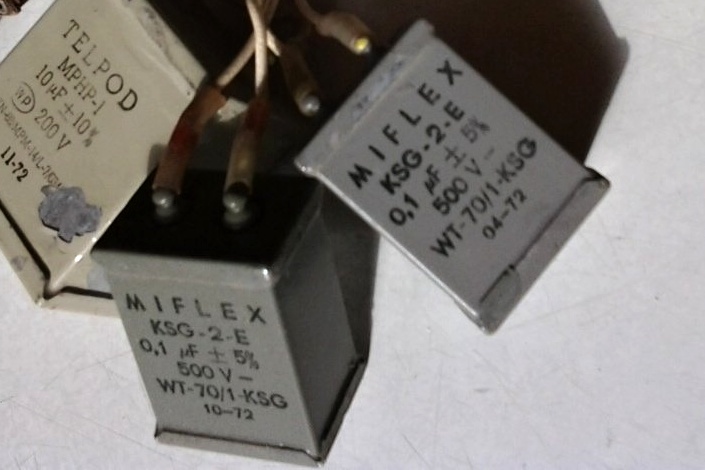 TELPOD
MPHP-1
10 µF ± 10%
200 V
11-72
MIFLEX
KSG-2-E
0,1 µF ± 5%
500 V –
WT-70/1-KSG
04-72
MIFLEX
KSG-2-E
0,1 µF ± 5%
500 V –
WT-70/1-KSG
10-72